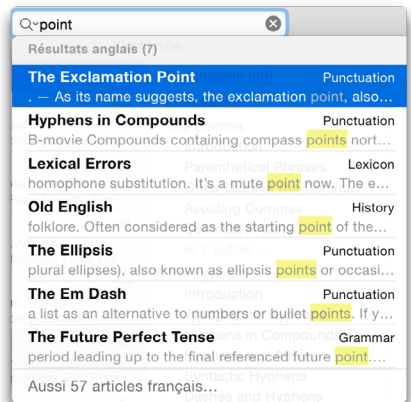 point
Résultats anglais (7)
The Exclamation Point Punctuation
. — As its name suggests, the exclamation point, also...
Hyphens in Compounds Punctuation
B-movie Compounds containing compass points nort...
Lexical Errors Lexicon
homophone substitution. It's a mute point now. The e...
Old English History
folklore. Often considered as the starting point of the...
The Ellipsis Punctuation
plural ellipses), also known as ellipsis points or occasi...
The Em Dash Punctuation
a list as an alternative to numbers or bullet points. If y...
The Future Perfect Tense Grammar
period leading up to the final referenced future point....
Aussi 57 articles français...